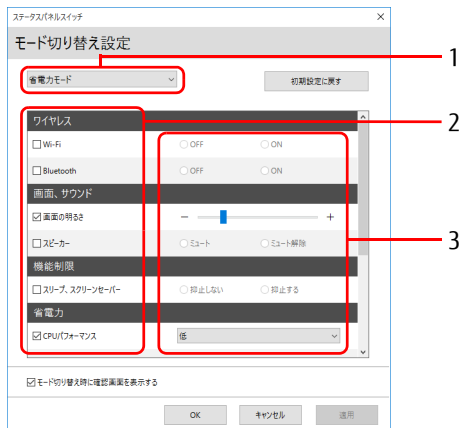 ステータスパネルスイッチ
モード切り替え設定
1
省電力モード 初期設定に戻す
ワイヤレス
2
Wi-Fi OFF ON
Bluetooth OFF ON
画面、サウンド
画面の明るさ − +
3
スピーカー ミュート ミュート解除
機能制限
スリープ、スクリーンセーバー 抑止しない 抑止する
省電力
CPUパフォーマンス 低
モード切り替え時に確認画面を表示する
OK キャンセル 適用